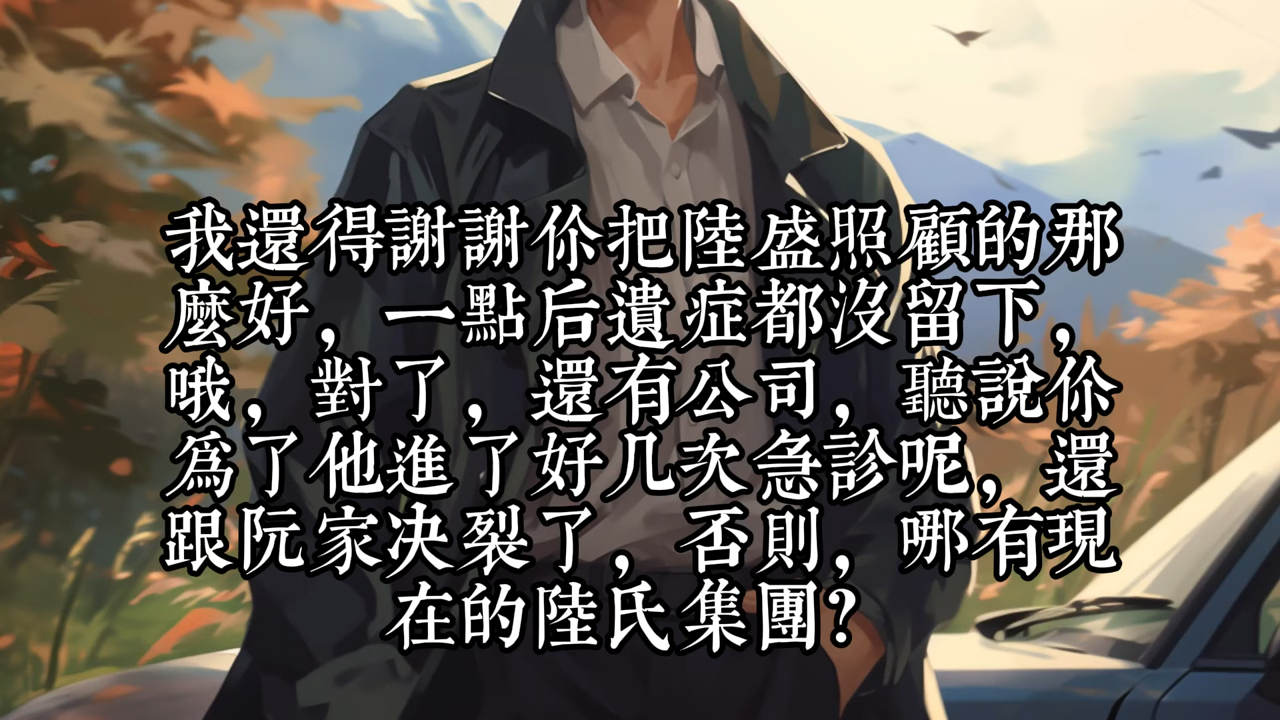 我還得謝謝你把陸盛照顧的那
麼好，一點后遺症都沒留下，
哦，對了，還有公司，聽說你
為了他進了好几次急診呢，還
跟阮家决裂了，否則，哪有現
在的陸氏集團？